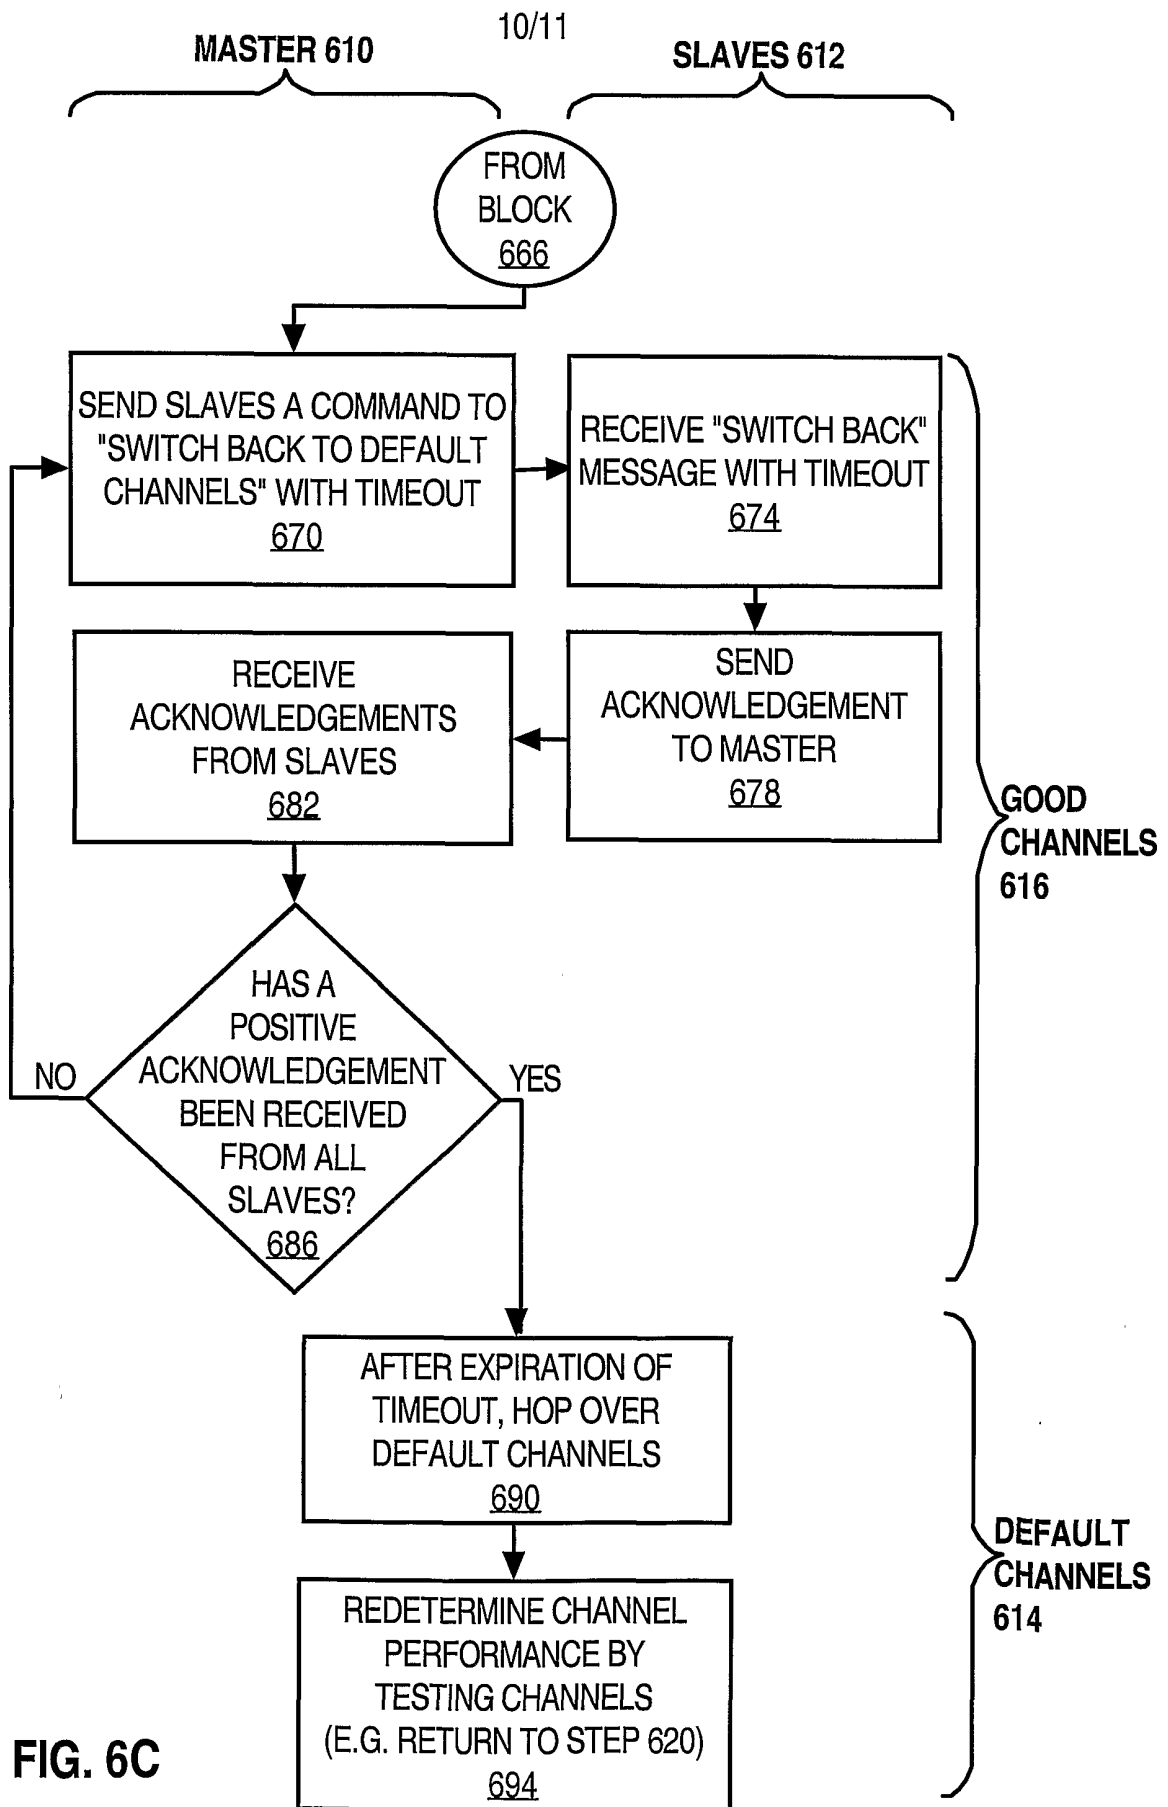 10/11
MASTER 610
SLAVES 612
FROM
BLOCK
666
SEND SLAVES A COMMAND TO
"SWITCH BACK TO DEFAULT
CHANNELS" WITH TIMEOUT
670
RECEIVE "SWITCH BACK"
MESSAGE WITH TIMEOUT
674
SEND
ACKNOWLEDGEMENT
TO MASTER
678
RECEIVE
ACKNOWLEDGEMENTS
FROM SLAVES
682
GOOD
CHANNELS
616
HAS A
POSITIVE
ACKNOWLEDGEMENT
BEEN RECEIVED
FROM ALL
SLAVES?
686
NO
YES
AFTER EXPIRATION OF
TIMEOUT, HOP OVER
DEFAULT CHANNELS
690
DEFAULT
CHANNELS
614
REDETERMINE CHANNEL
PERFORMANCE BY
TESTING CHANNELS
(E.G. RETURN TO STEP 620)
694
FIG. 6C